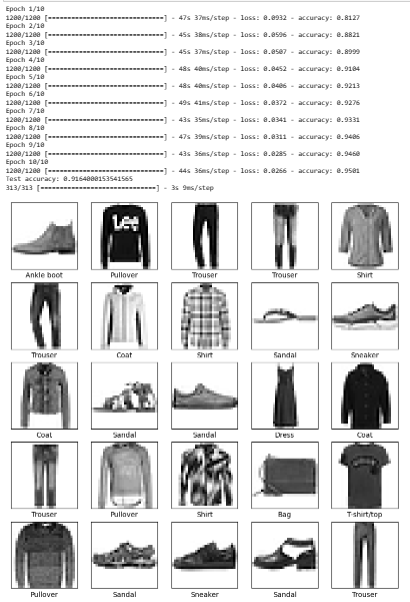 Epoch 1/10
1200/1200 [==============================] - 47s 37ms/step - loss: 0.0932 - accuracy: 0.8127
Epoch 2/10
1200/1200 [==============================] - 45s 38ms/step - loss: 0.0596 - accuracy: 0.8821
Epoch 3/10
1200/1200 [==============================] - 45s 37ms/step - loss: 0.0507 - accuracy: 0.8999
Epoch 4/10
1200/1200 [==============================] - 48s 40ms/step - loss: 0.0452 - accuracy: 0.9104
Epoch 5/10
1200/1200 [==============================] - 48s 40ms/step - loss: 0.0406 - accuracy: 0.9213
Epoch 6/10
1200/1200 [==============================] - 49s 41ms/step - loss: 0.0372 - accuracy: 0.9276
Epoch 7/10
1200/1200 [==============================] - 43s 35ms/step - loss: 0.0341 - accuracy: 0.9331
Epoch 8/10
1200/1200 [==============================] - 47s 39ms/step - loss: 0.0311 - accuracy: 0.9406
Epoch 9/10
1200/1200 [==============================] - 43s 36ms/step - loss: 0.0285 - accuracy: 0.9460
Epoch 10/10
1200/1200 [==============================] - 44s 36ms/step - loss: 0.0266 - accuracy: 0.9501
Test accuracy: 0.9164000153541565
313/313 [==============================] - 3s 9ms/step
Lee
Ankle boot Pullover Trouser Trouser Shirt
Trouser Coat Shirt Sandal Sneaker
Coat Sandal Sandal Dress Coat
Trouser Pullover Shirt Bag T-shirt/top
Pullover Sandal Sneaker Sandal Trouser